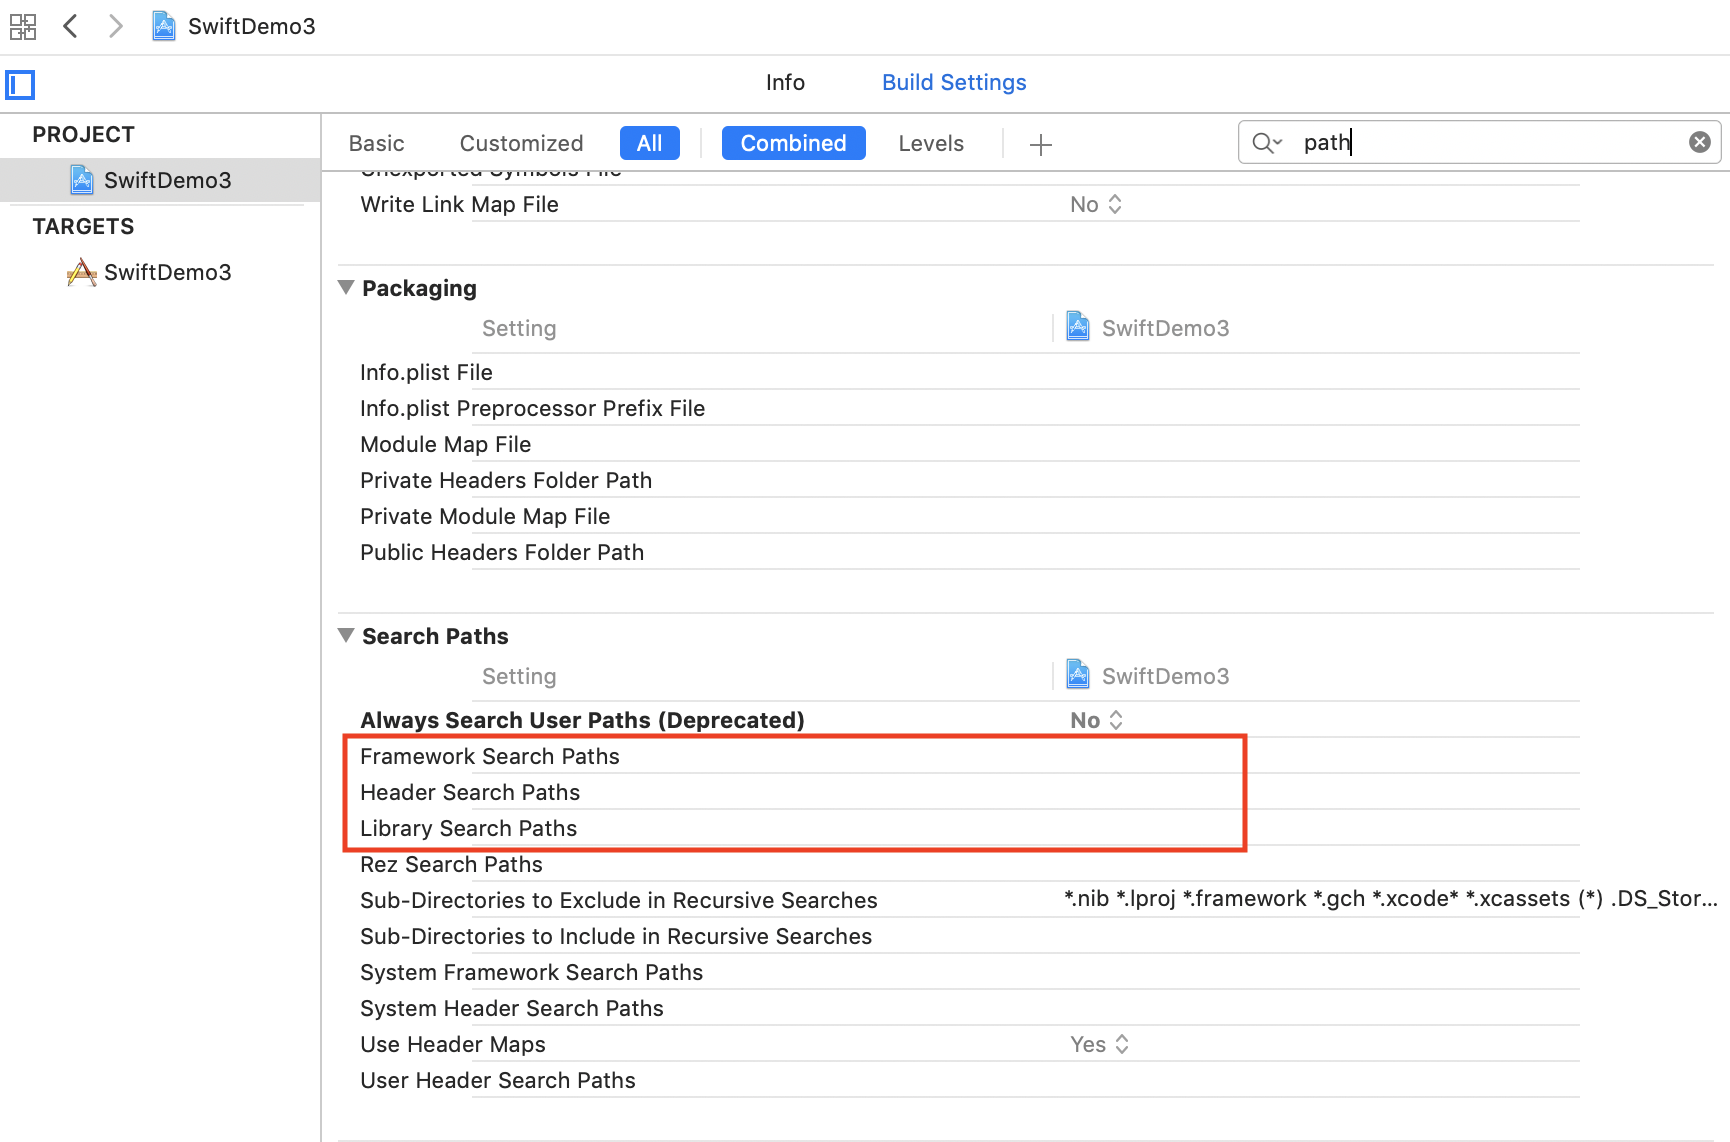 SwiftDemo3
Info Build Settings
PROJECT
SwiftDemo3
TARGETS
SwiftDemo3
Basic Customized All Combined Levels path
Unexported Symbols File
Write Link Map File No
Packaging
Setting SwiftDemo3
Info.plist File
Info.plist Preprocessor Prefix File
Module Map File
Private Headers Folder Path
Private Module Map File
Public Headers Folder Path
Search Paths
Setting SwiftDemo3
Always Search User Paths (Deprecated) No
Framework Search Paths
Header Search Paths
Library Search Paths
Rez Search Paths
Sub-Directories to Exclude in Recursive Searches *.nib *.lproj *.framework *.gch *.xcode* *.xcassets (*) .DS_Stor...
Sub-Directories to Include in Recursive Searches
System Framework Search Paths
System Header Search Paths
Use Header Maps Yes
User Header Search Paths